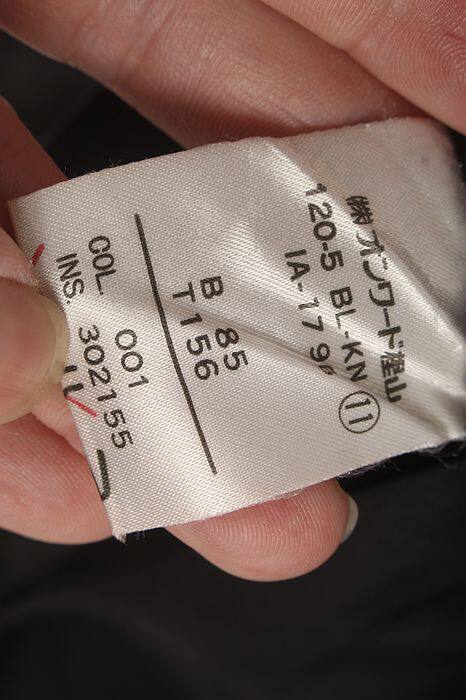 (株)オンワード樫山
120-5 BL-KN ⑪
IA-17 96
B 85
T156
COL. 001
INS. 302155